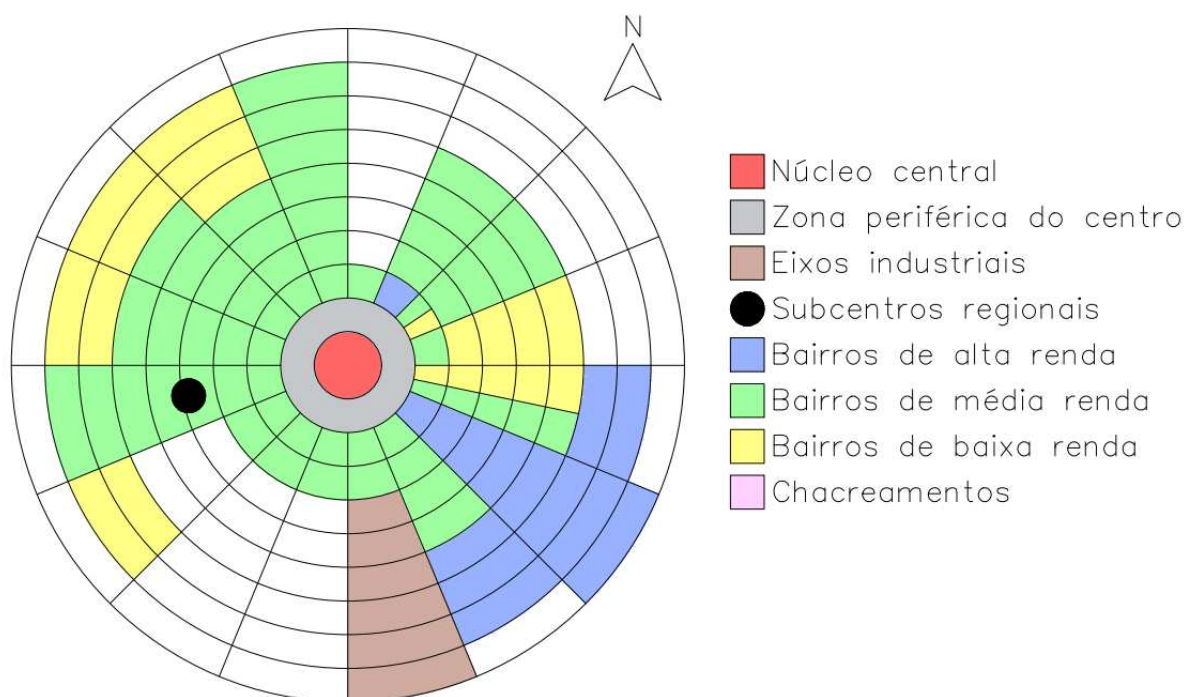 N
Núcleo central
Zona periférica do centro
Eixos industriais
Subcentros regionais
Bairros de alta renda
Bairros de média renda
Bairros de baixa renda
Chacreamentos